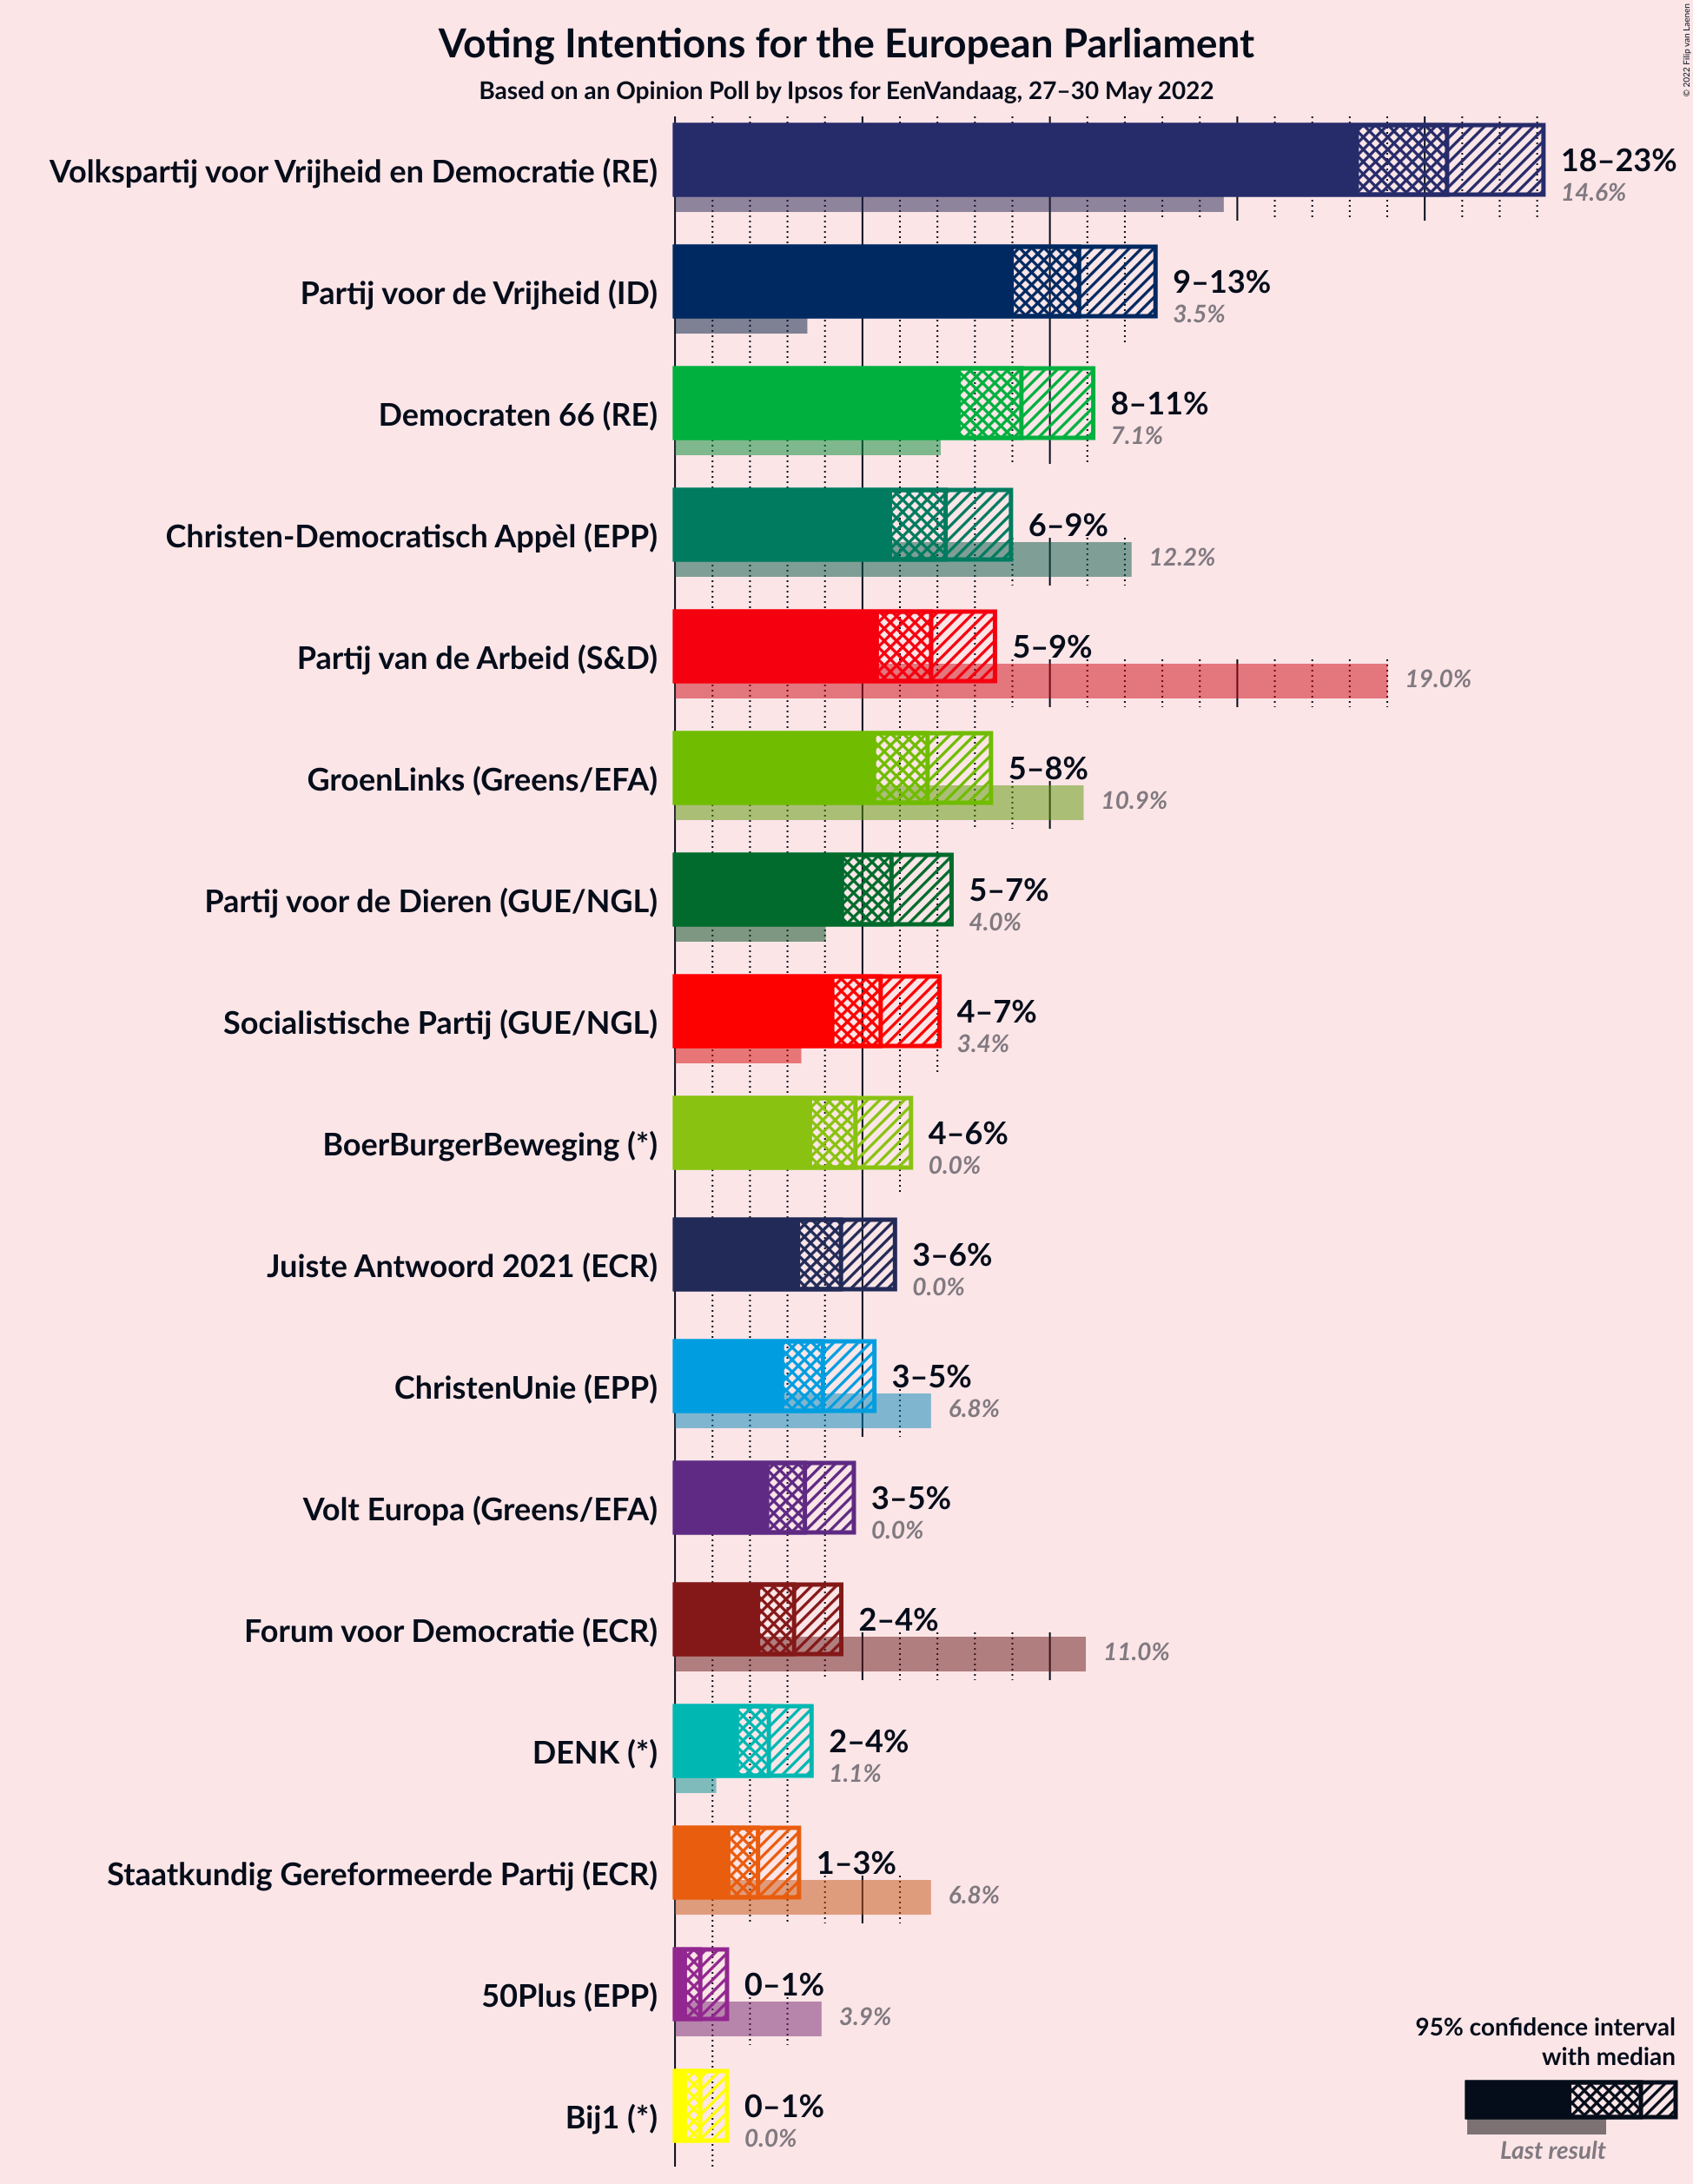 Voting Intentions for the European Parliament
Based on an Opinion Poll by Ipsos for EenVandaag, 27–30 May 2022
© 2022 Filip van Laenen
Volkspartij voor Vrijheid en Democratie (RE)
18–23%
14.6%
Partij voor de Vrijheid (ID)
9–13%
3.5%
Democraten 66 (RE)
8–11%
7.1%
Christen-Democratisch Appèl (EPP)
6–9%
12.2%
Partij van de Arbeid (S&D)
5–9%
19.0%
GroenLinks (Greens/EFA)
5–8%
10.9%
Partij voor de Dieren (GUE/NGL)
5–7%
4.0%
Socialistische Partij (GUE/NGL)
4–7%
3.4%
BoerBurgerBeweging (*)
4–6%
0.0%
Juiste Antwoord 2021 (ECR)
3–6%
0.0%
ChristenUnie (EPP)
3–5%
6.8%
Volt Europa (Greens/EFA)
3–5%
0.0%
Forum voor Democratie (ECR)
2–4%
11.0%
DENK (*)
2–4%
1.1%
Staatkundig Gereformeerde Partij (ECR)
1–3%
6.8%
50Plus (EPP)
0–1%
3.9%
Bij1 (*)
0–1%
0.0%
95% confidence interval
with median
Last result